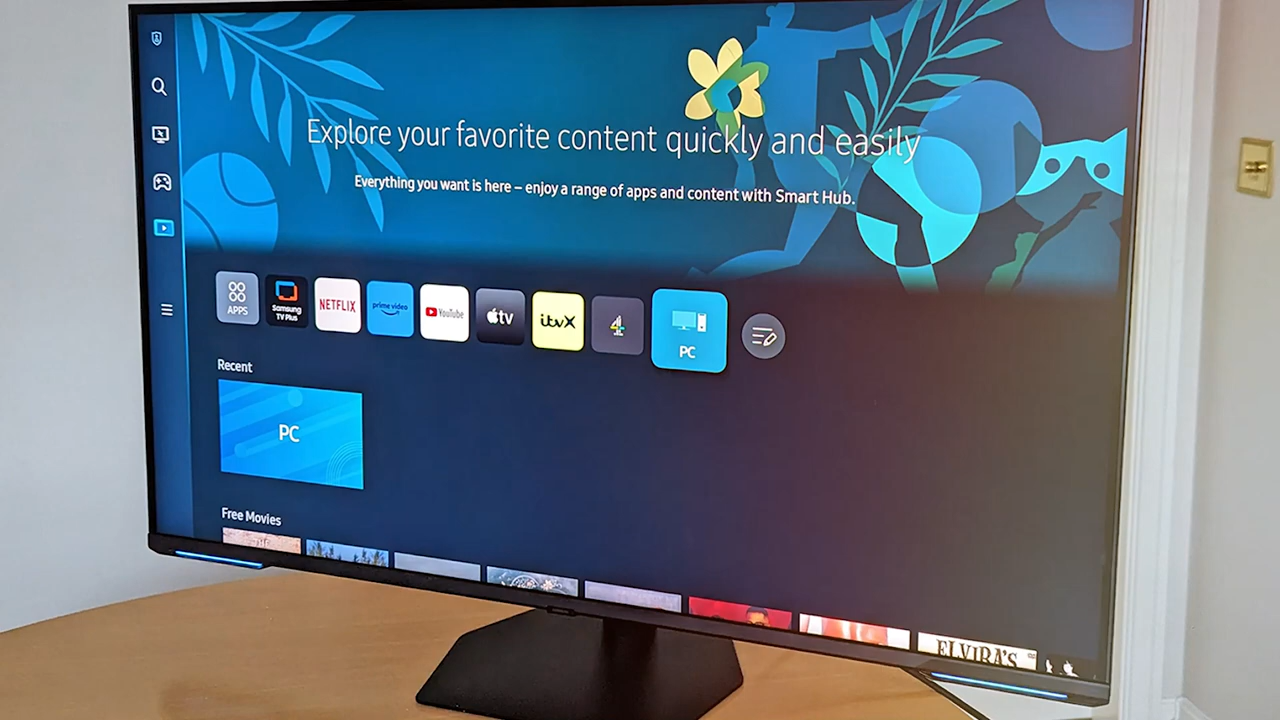 Explore your favorite content quickly and easily
Everything you want is here – enjoy a range of apps and content with Smart Hub.
APPS
Samsung
TV Plus
NETFLIX
prime video
YouTube
tv
itvX
4
PC
Recent
PC
Free Movies
ELVIRA'S